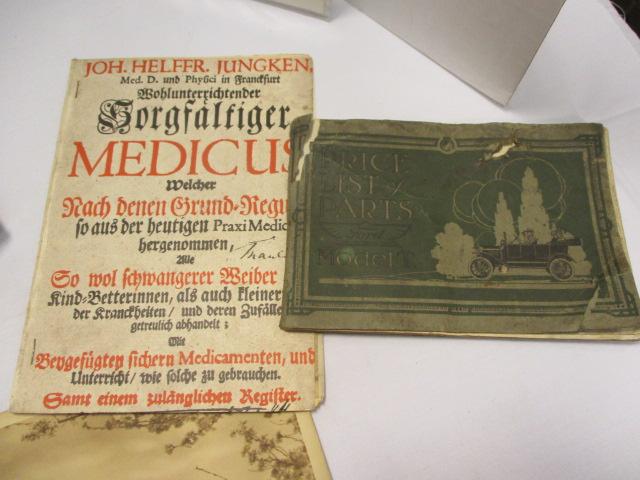 JOH. HELFFR. JUNGKEN,
Med. D. und Physici in Franckfurt
Wohlunterrichtender
Sorgfältiger
MEDICUS
Welcher
Nach denen Grund-Regu
so aus der heutigen Praxi Medic
hergenommen,
Alle
So wol schwangerer Weiber
Kind-Betterinnen, als auch kleiner
der Kranckheiten / und deren Zufälle
getreulich abhandelt;
Mit
Beygefügten sichern Medicamenten, und
Unterricht / wie solche zu gebrauchen.
Samt einem zulänglichen Register.
PRICE
LIST of
PARTS
Ford
Model T